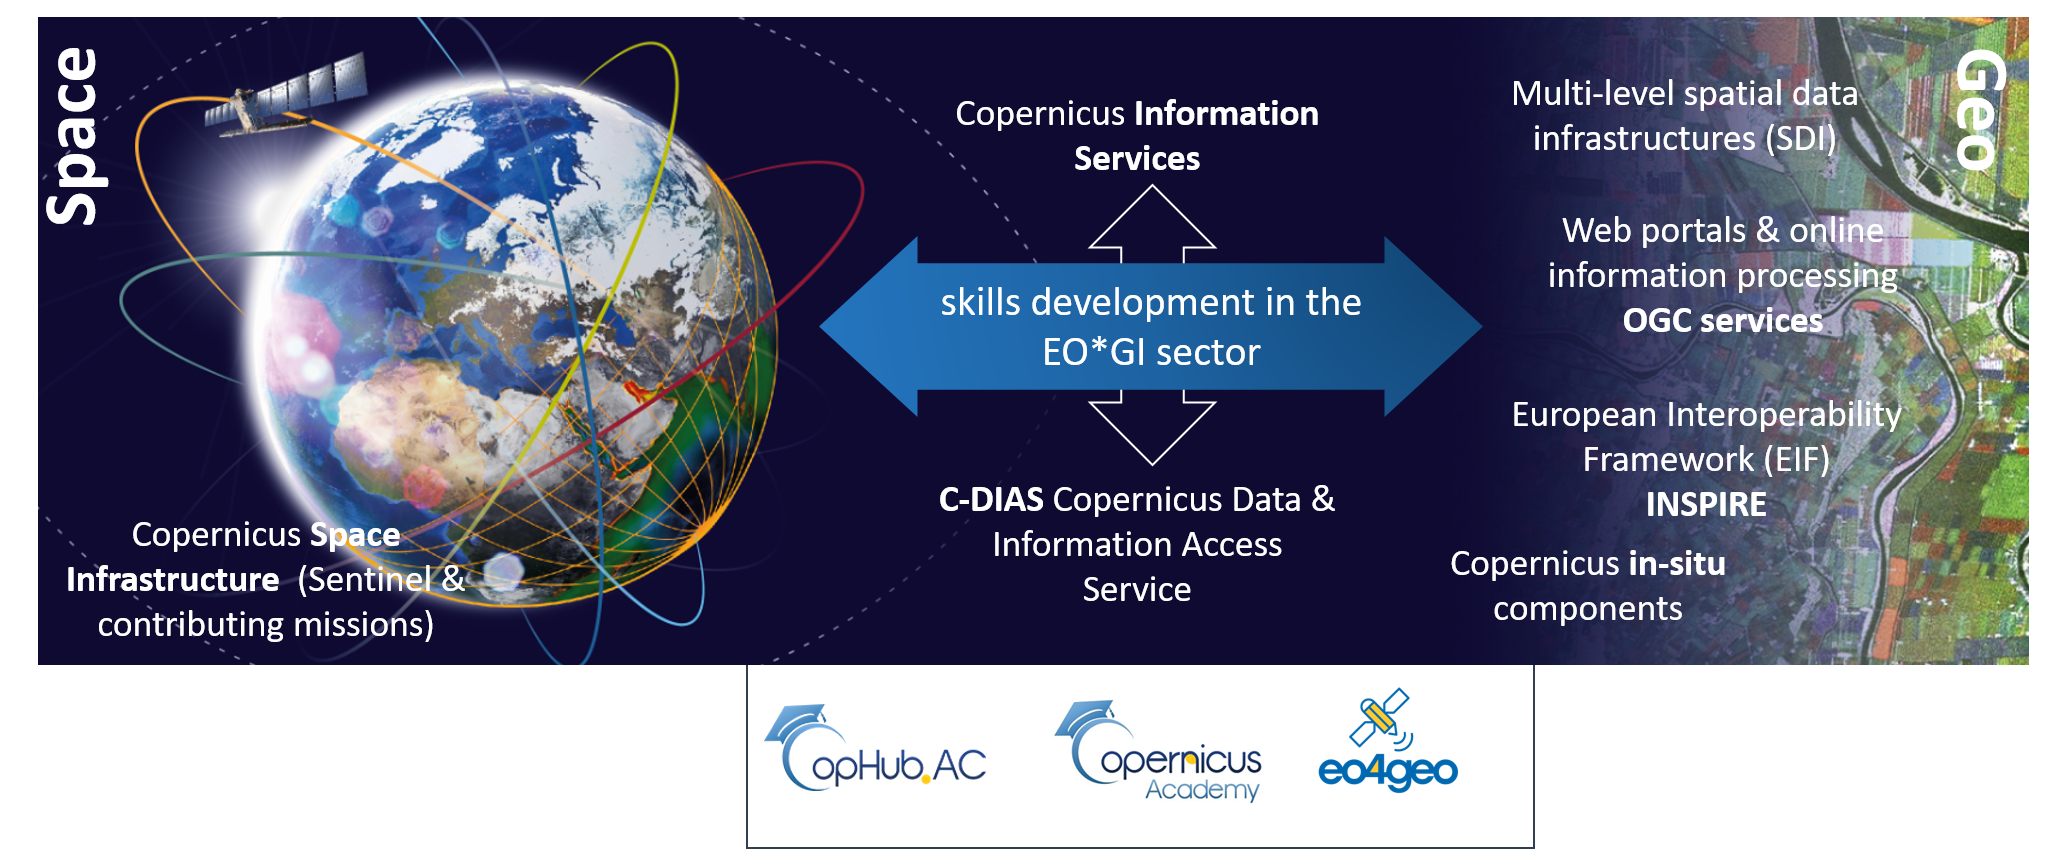 Space
Copernicus Space
Infrastructure (Sentinel &
contributing missions)
Copernicus Information
Services
skills development in the
EO*GI sector
C-DIAS Copernicus Data &
Information Access
Service
Geo
Multi-level spatial data
infrastructures (SDI)
Web portals & online
information processing
OGC services
European Interoperability
Framework (EIF)
INSPIRE
Copernicus in-situ
components
CopHub.AC
Copernicus
Academy
eo4geo